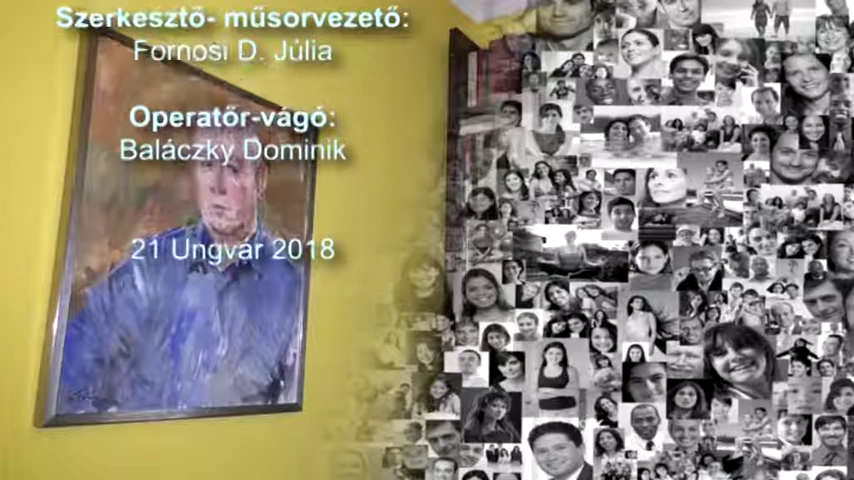 Szerkesztő- műsorvezető:
Fornosi D. Júlia
Operatőr-vágó:
Baláczky Dominik
21 Ungvár 2018